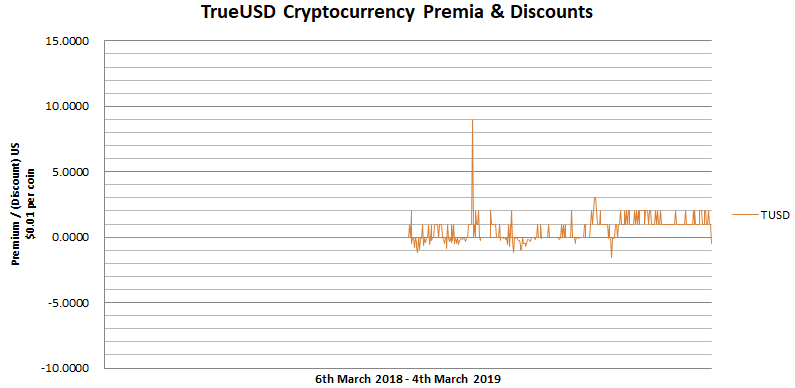 TrueUSD Cryptocurrency Premia & Discounts
Premium / (Discount) US
$0.01 per coin
15.0000
10.0000
5.0000
0.0000
-5.0000
-10.0000
TUSD
6th March 2018 - 4th March 2019